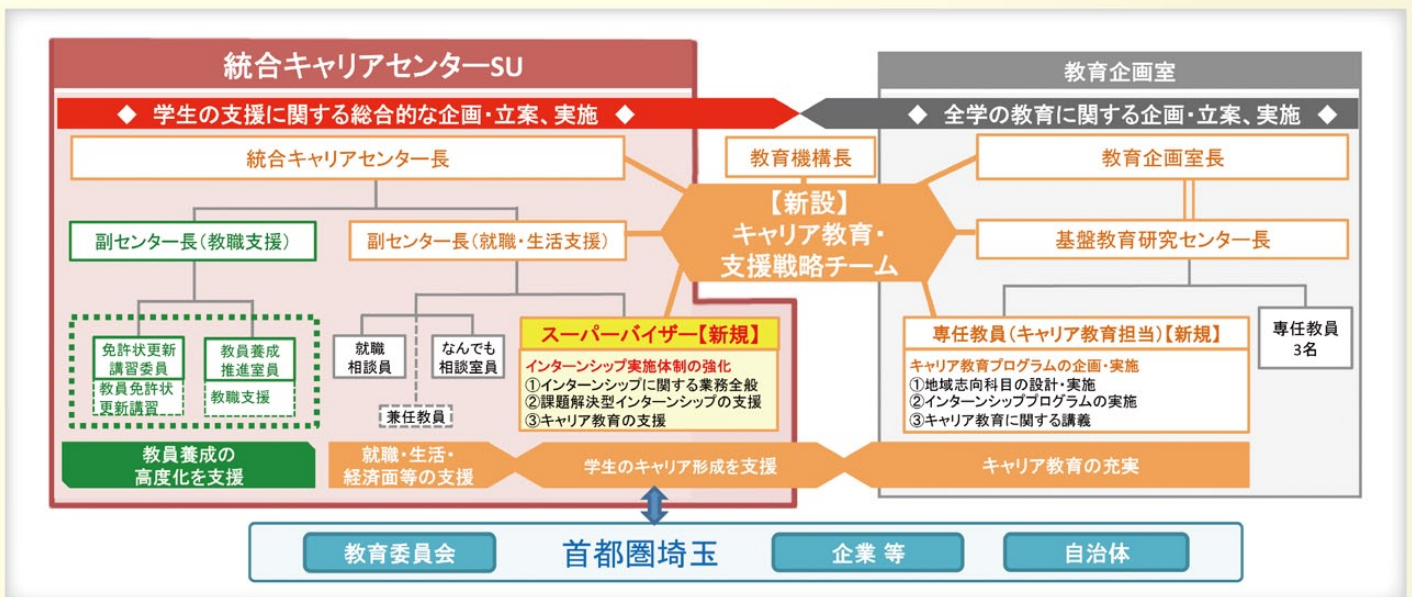 統合キャリアセンターSU
教育企画室
◆ 学生の支援に関する総合的な企画・立案、実施 ◆
◆ 全学の教育に関する企画・立案、実施 ◆
統合キャリアセンター長
教育機構長
教育企画室長
【新設】
キャリア教育・
支援戦略チーム
副センター長(教職支援)
副センター長(就職・生活支援)
基盤教育研究センター長
免許状更新
講習委員
教員免許状
更新講習
教員養成
推進室員
教職支援
就職
相談員
なんでも
相談室員
兼任教員
スーパーバイザー【新規】
インターンシップ実施体制の強化
①インターンシップに関する業務全般
②課題解決型インターンシップの支援
③キャリア教育の支援
専任教員(キャリア教育担当)【新規】
キャリア教育プログラムの企画・実施
①地域志向科目の設計・実施
②インターンシッププログラムの実施
③キャリア教育に関する講義
専任教員
3名
教員養成の
高度化を支援
就職・生活・
経済面等の支援
学生のキャリア形成を支援
キャリア教育の充実
教育委員会
首都圏埼玉
企業 等
自治体